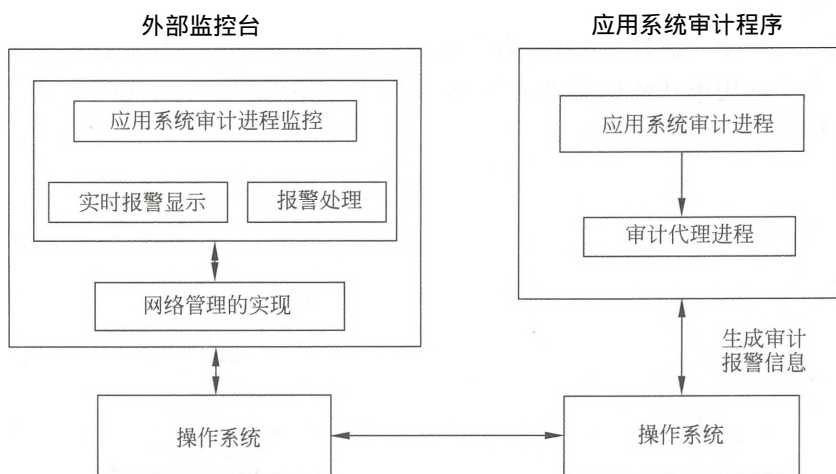 外部监控台
应用系统审计程序
应用系统审计进程监控
实时报警显示
报警处理
网络管理的实现
操作系统
应用系统审计进程
审计代理进程
生成审计
报警信息
操作系统